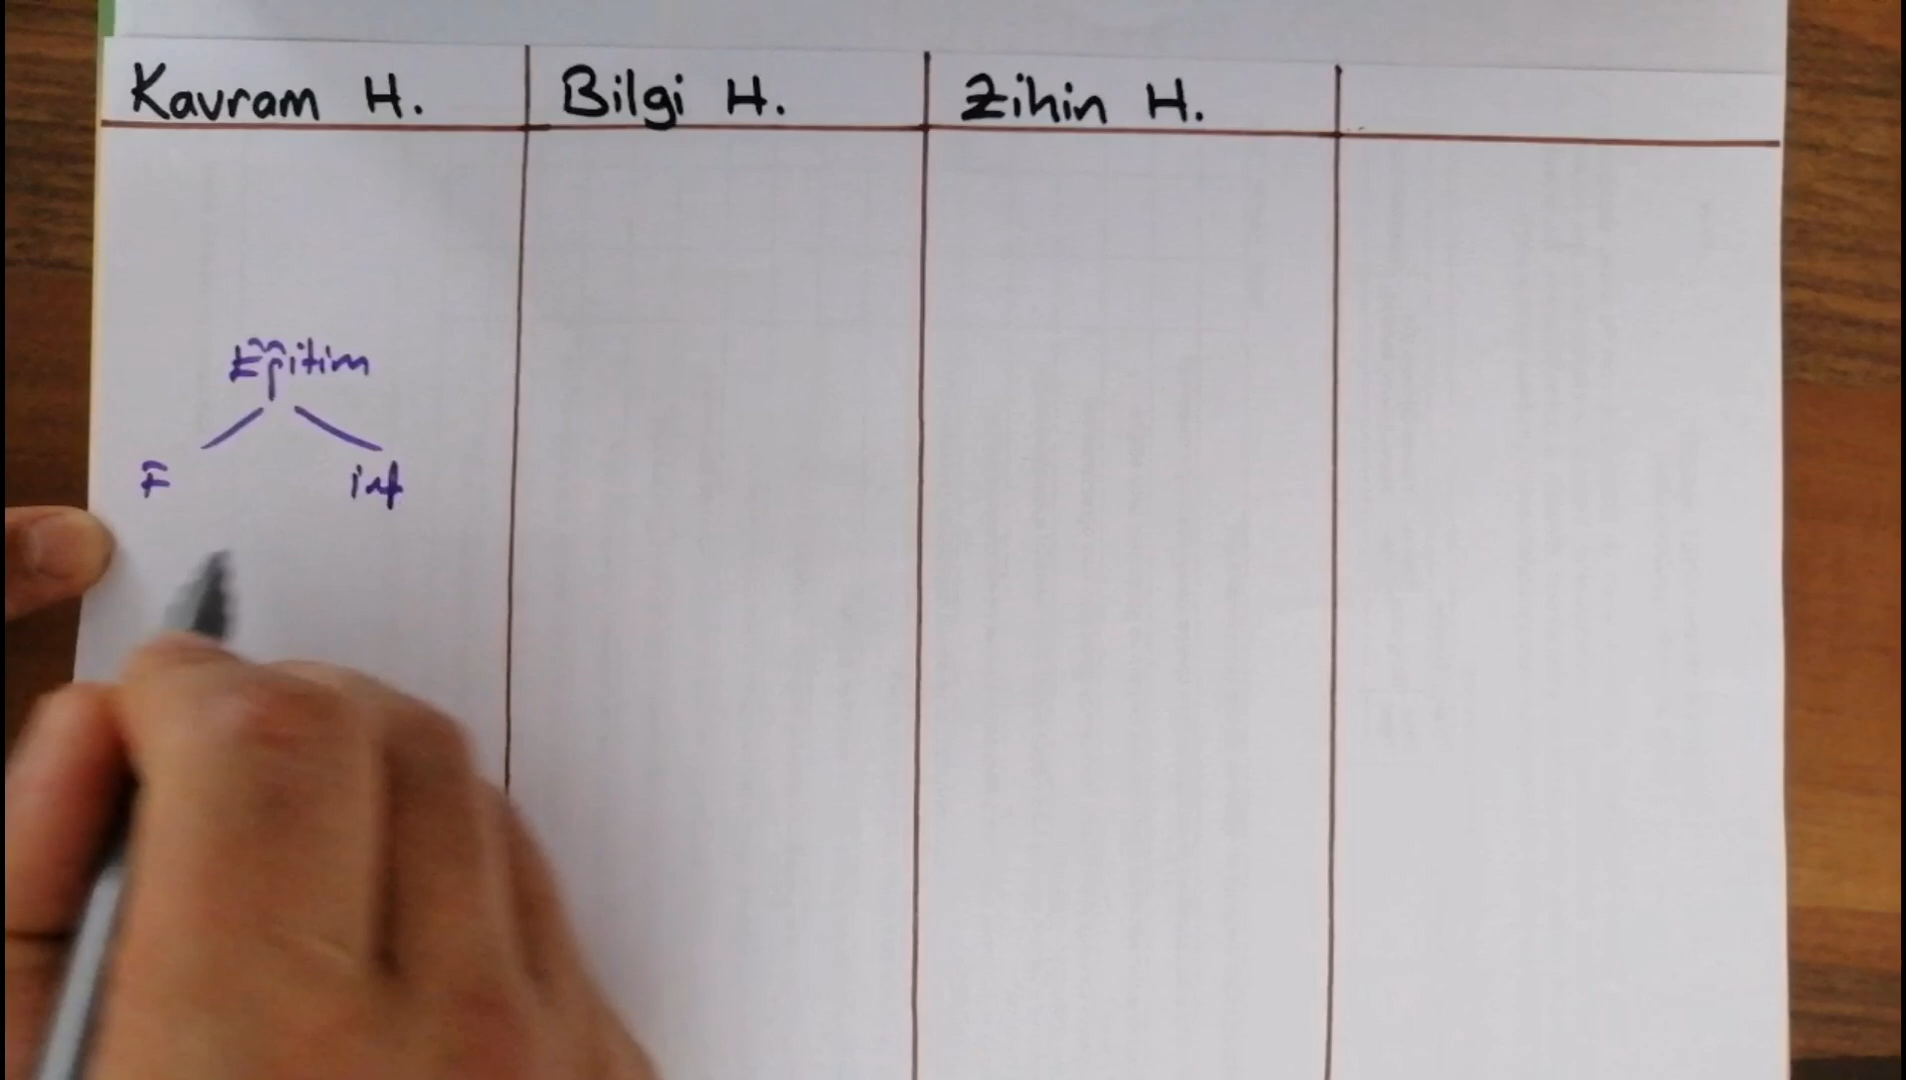 Kavram H. Bilgi H. Zihin H.
Eğitim
F inf